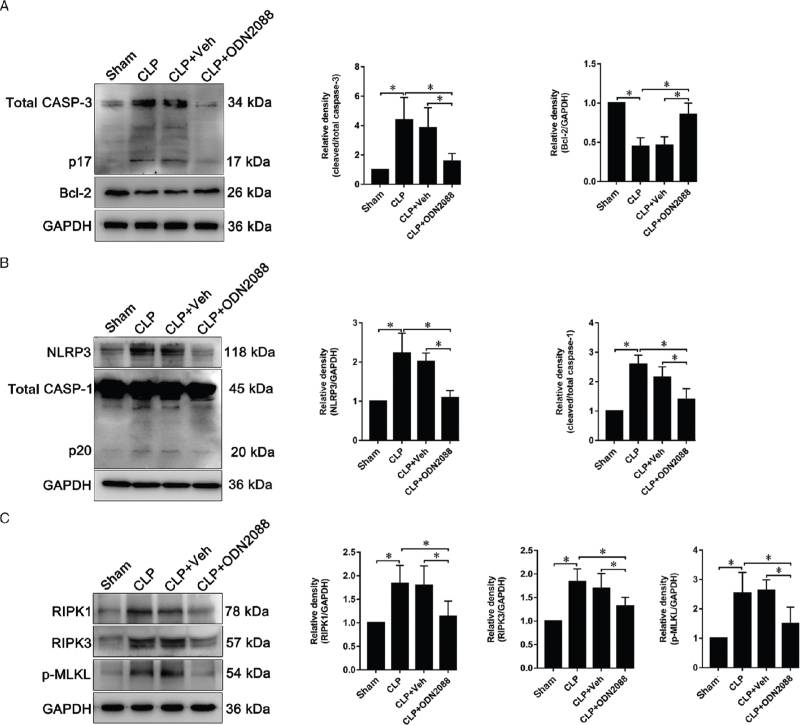 A
Sham CLP CLP+Veh CLP+ODN2088
Total CASP-3 34 kDa
p17 17 kDa
Bcl-2 26 kDa
GAPDH 36 kDa
Relative density
(cleaved/total caspase-3)
8
6
4
2
0
* * *
Sham CLP CLP+Veh CLP+ODN2088
Relative density
(Bcl-2/GAPDH)
1.5
1.0
0.5
0.0
* * *
Sham CLP CLP+Veh CLP+ODN2088
B
Sham CLP CLP+Veh CLP+ODN2088
NLRP3 118 kDa
Total CASP-1 45 kDa
p20 20 kDa
GAPDH 36 kDa
Relative density
(NLRP3/GAPDH)
3
2
1
0
* * *
Sham CLP CLP+Veh CLP+ODN2088
Relative density
(cleaved/total caspase-1)
4
3
2
1
0
* * *
Sham CLP CLP+Veh CLP+ODN2088
C
Sham CLP CLP+Veh CLP+ODN2088
RIPK1 78 kDa
RIPK3 57 kDa
p-MLKL 54 kDa
GAPDH 36 kDa
Relative density
(RIPK1/GAPDH)
2.5
2.0
1.5
1.0
0.5
0.0
* * *
Sham CLP CLP+Veh CLP+ODN2088
Relative density
(RIPK3/GAPDH)
2.5
2.0
1.5
1.0
0.5
0.0
* * *
Sham CLP CLP+Veh CLP+ODN2088
Relative density
(p-MLKL/GAPDH)
4
3
2
1
0
* * *
Sham CLP CLP+Veh CLP+ODN2088